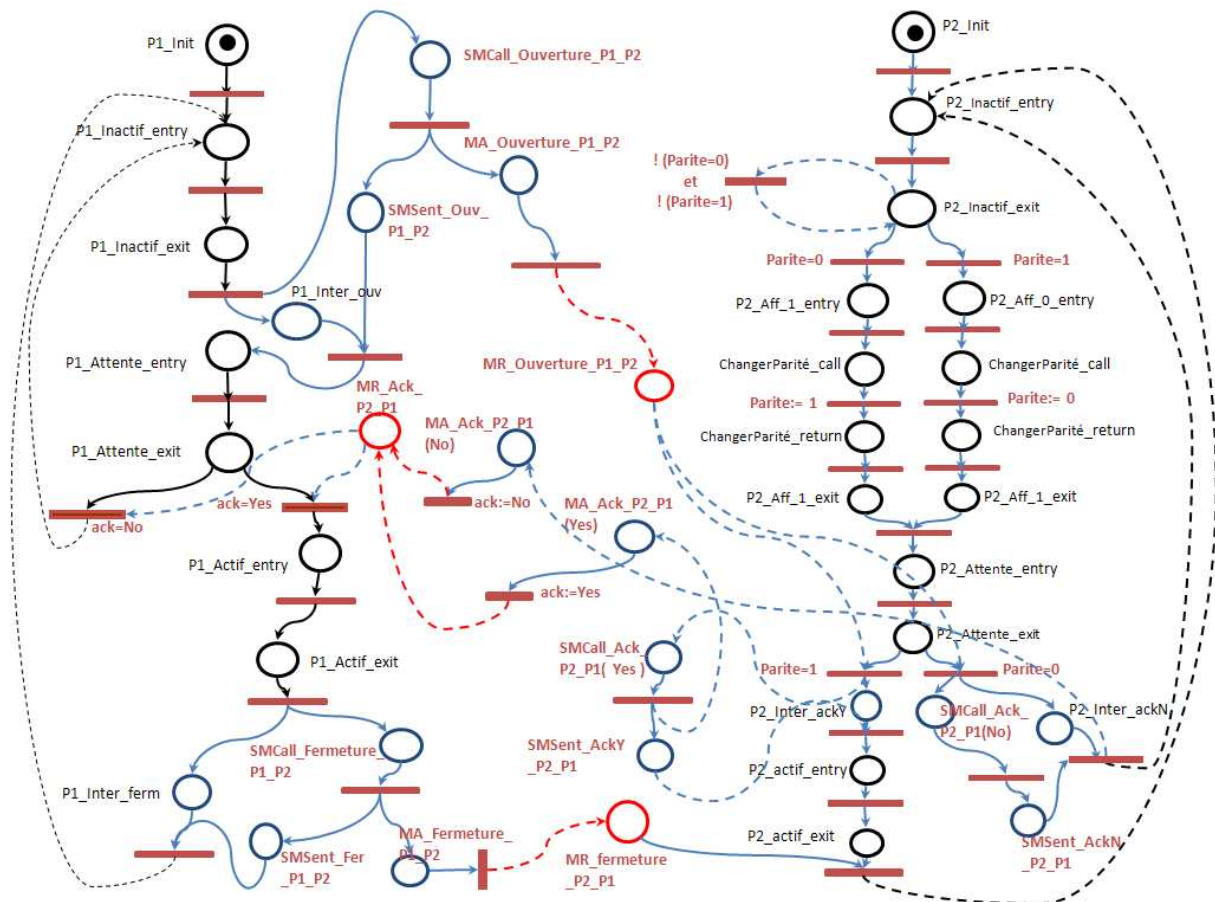 P1_Init
P1_Inactif_entry
P1_Inactif_exit
P1_Inter_ouv
P1_Attente_entry
P1_Attente_exit
ack=No
ack=Yes
P1_Actif_entry
P1_Actif_exit
SMCall_Fermeture_
P1_P2
P1_Inter_ferm
SMSent_Fer
_P1_P2
MA_Fermeture_
P1_P2
MR_fermeture
_P2_P1
SMCall_Ouverture_P1_P2
MA_Ouverture_P1_P2
SMSent_Ouv_
P1_P2
MR_Ouverture_P1_P2
MR_Ack_
P2_P1
MA_Ack_P2_P1
(No)
ack:=No
MA_Ack_P2_P1
(Yes)
ack:=Yes
SMCall_Ack_
P2_P1( Yes )
SMSent_AckY
_P2_P1
P2_Init
P2_Inactif_entry
! (Parite=0)
et
! (Parite=1)
P2_Inactif_exit
Parite=0
Parite=1
P2_Aff_1_entry
P2_Aff_0_entry
ChangerParité_call
ChangerParité_call
Parite:= 1
Parite:= 0
ChangerParité_return
ChangerParité_return
P2_Aff_1_exit
P2_Aff_1_exit
P2_Attente_entry
P2_Attente_exit
Parite=1
Parite=0
P2_Inter_ackY
SMCall_Ack_
P2_P1(No)
P2_Inter_ackN
P2_actif_entry
P2_actif_exit
SMSent_AckN
_P2_P1